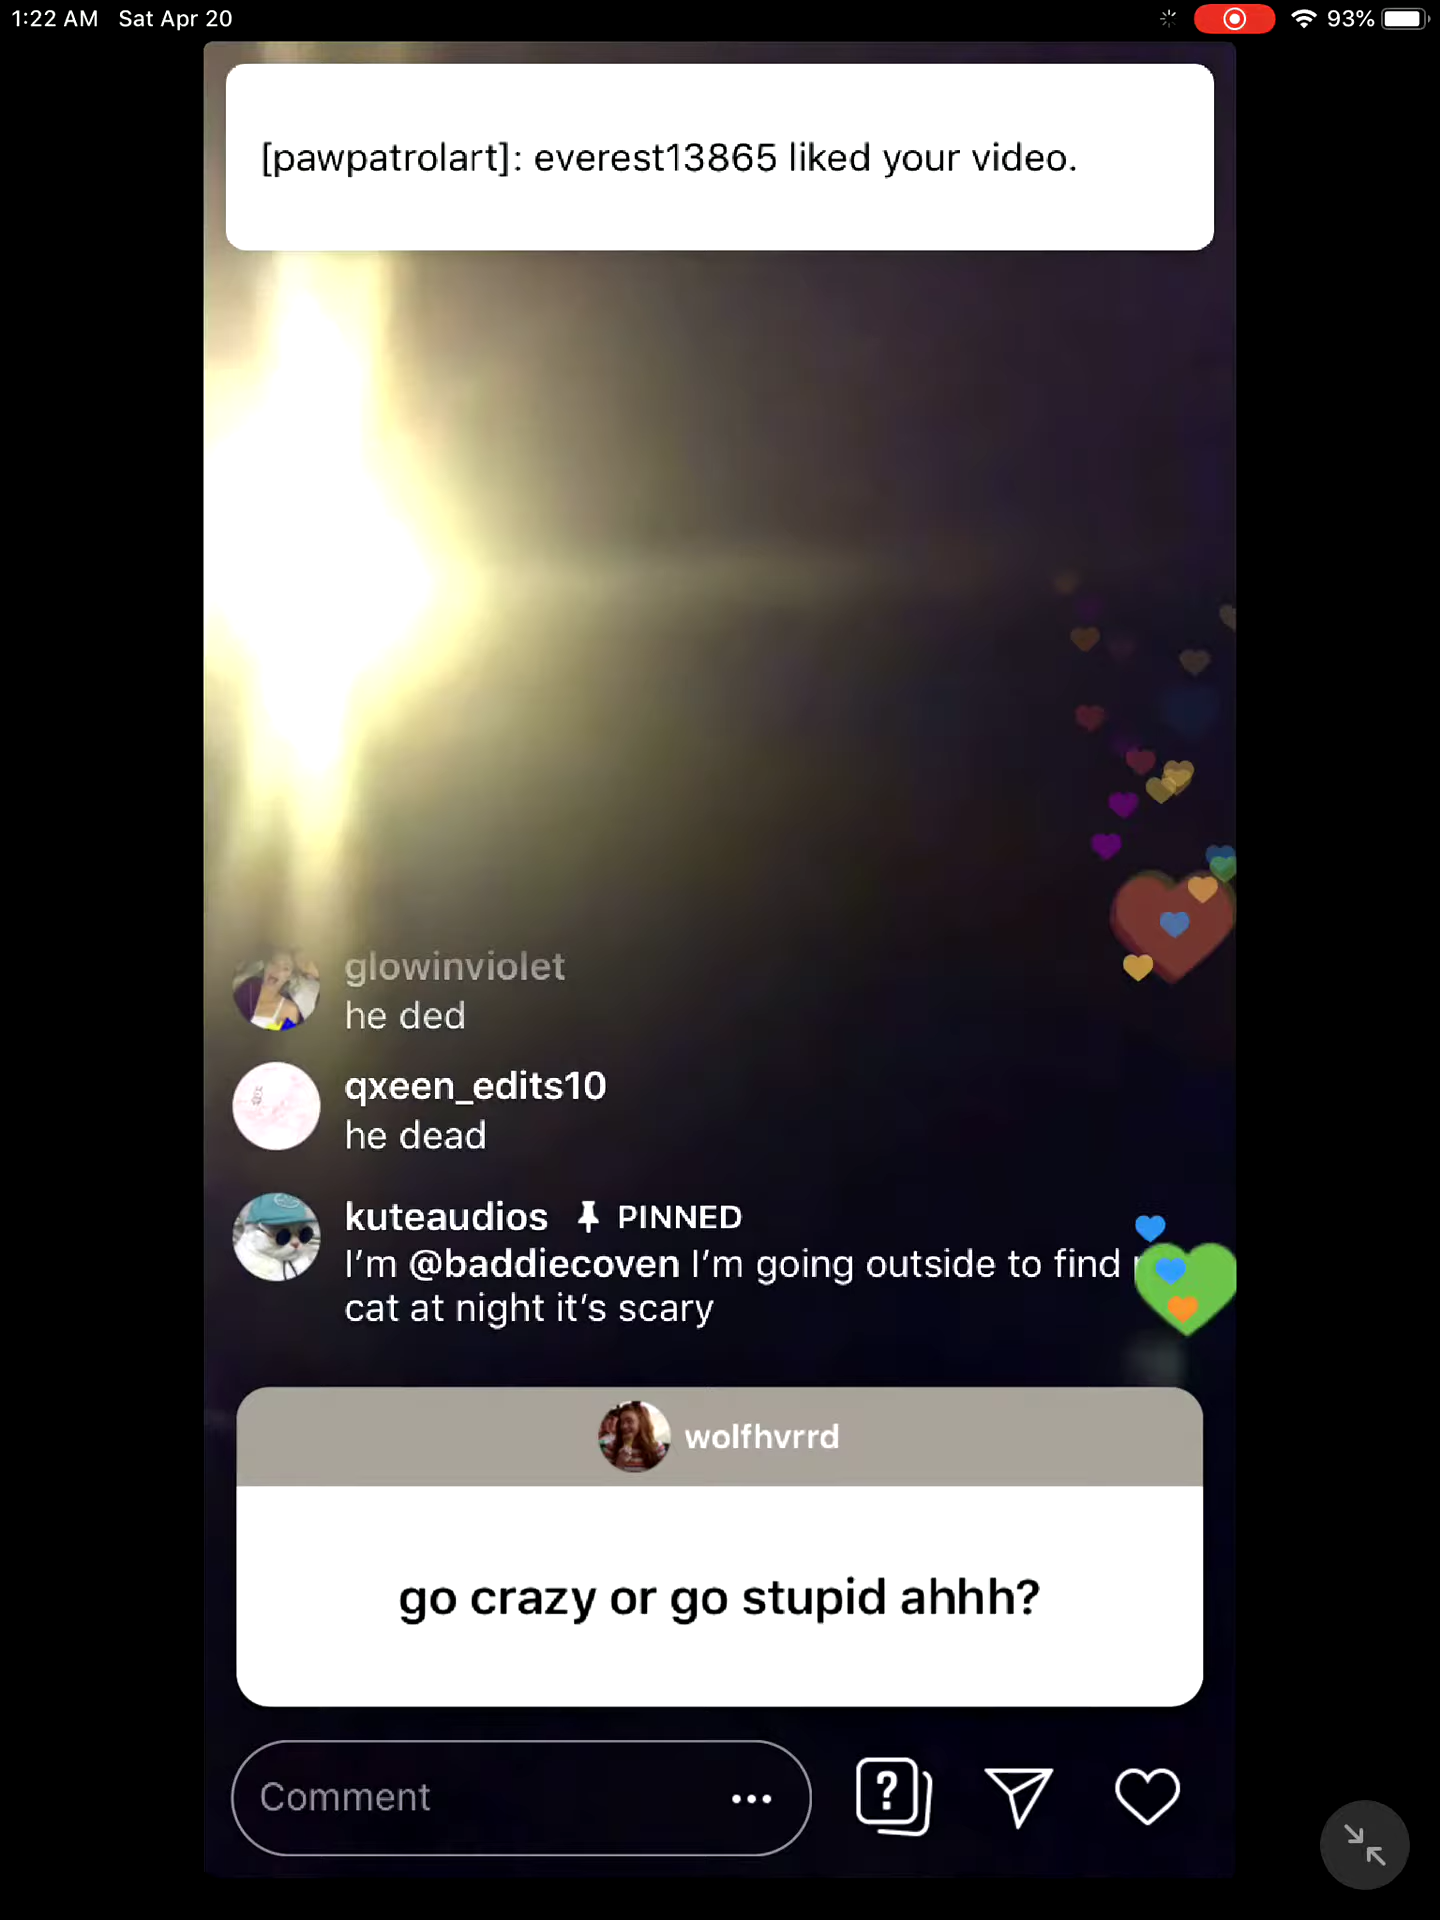 1:22 AM Sat Apr 20
93%
[pawpatrolart]: everest13865 liked your video.
glowinviolet
he ded
qxeen_edits10
he dead
kuteaudios PINNED
I’m @baddiecoven I’m going outside to find
cat at night it’s scary
wolfhvrrd
go crazy or go stupid ahhh?
Comment